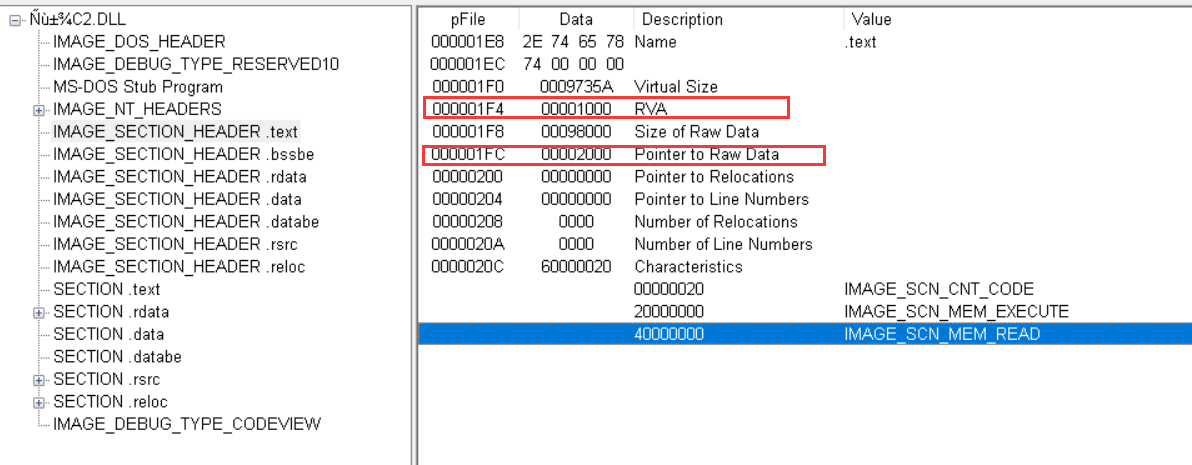 Ñù±¾C2.DLL
IMAGE_DOS_HEADER
IMAGE_DEBUG_TYPE_RESERVED10
MS-DOS Stub Program
IMAGE_NT_HEADERS
IMAGE_SECTION_HEADER .text
IMAGE_SECTION_HEADER .bssbe
IMAGE_SECTION_HEADER .rdata
IMAGE_SECTION_HEADER .data
IMAGE_SECTION_HEADER .databe
IMAGE_SECTION_HEADER .rsrc
IMAGE_SECTION_HEADER .reloc
SECTION .text
SECTION .rdata
SECTION .data
SECTION .databe
SECTION .rsrc
SECTION .reloc
IMAGE_DEBUG_TYPE_CODEVIEW
pFile Data Description Value
000001E8 2E 74 65 78 Name .text
000001EC 74 00 00 00
000001F0 0009735A Virtual Size
000001F4 00001000 RVA
000001F8 00098000 Size of Raw Data
000001FC 00002000 Pointer to Raw Data
00000200 00000000 Pointer to Relocations
00000204 00000000 Pointer to Line Numbers
00000208 0000 Number of Relocations
0000020A 0000 Number of Line Numbers
0000020C 60000020 Characteristics
00000020 IMAGE_SCN_CNT_CODE
20000000 IMAGE_SCN_MEM_EXECUTE
40000000 IMAGE_SCN_MEM_READ